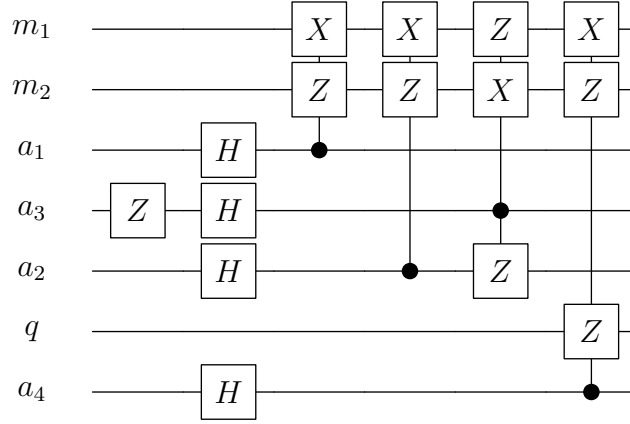 m₁ X X Z X
m₂ Z Z X Z
a₁ H
a₃ Z H
a₂ H Z
q Z
a₄ H